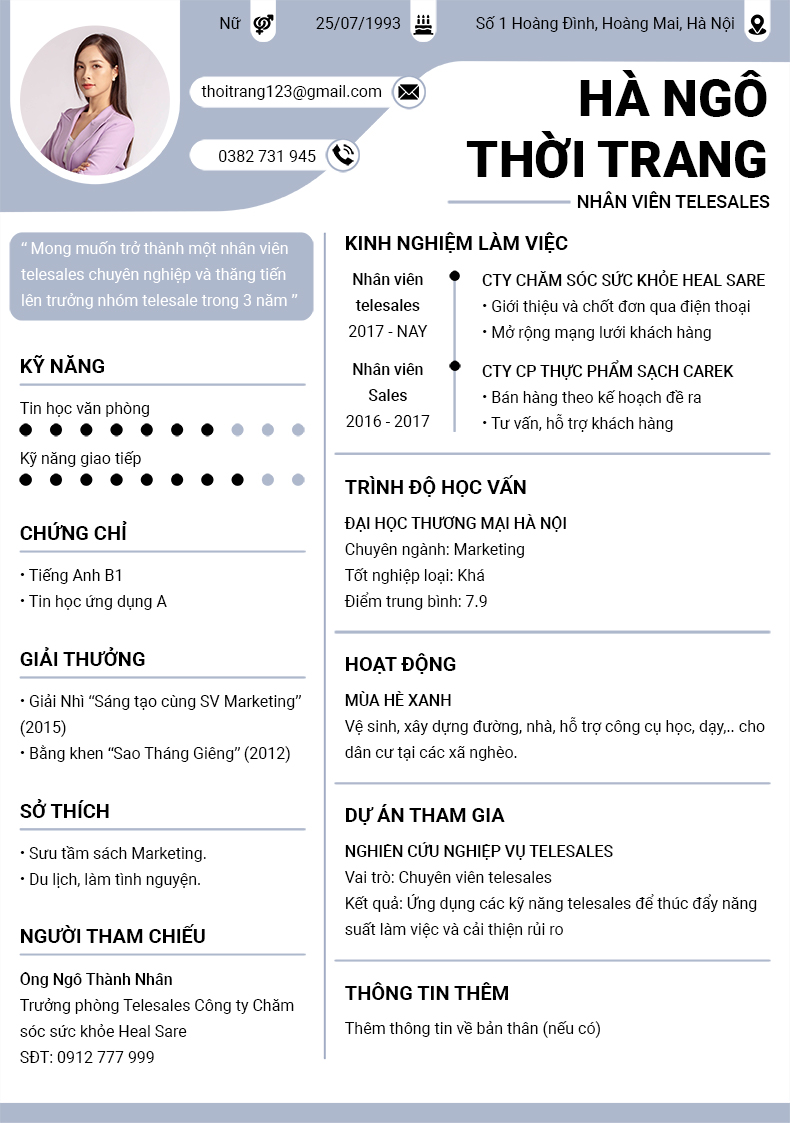 Nữ
25/07/1993
Số 1 Hoàng Đình, Hoàng Mai, Hà Nội
thoitrang123@gmail.com
0382 731 945
HÀ NGÔ
THỜI TRANG
NHÂN VIÊN TELESALES
“ Mong muốn trở thành một nhân viên
telesales chuyên nghiệp và thăng tiến
lên trưởng nhóm telesale trong 3 năm ”
KỸ NĂNG
Tin học văn phòng
Kỹ năng giao tiếp
CHỨNG CHỈ
• Tiếng Anh B1
• Tin học ứng dụng A
GIẢI THƯỞNG
• Giải Nhì “Sáng tạo cùng SV Marketing”
(2015)
• Bằng khen “Sao Tháng Giêng” (2012)
SỞ THÍCH
• Sưu tầm sách Marketing.
• Du lịch, làm tình nguyện.
NGƯỜI THAM CHIẾU
Ông Ngô Thành Nhân
Trưởng phòng Telesales Công ty Chăm
sóc sức khỏe Heal Sare
SĐT: 0912 777 999
KINH NGHIỆM LÀM VIỆC
Nhân viên
telesales
2017 - NAY
CTY CHĂM SÓC SỨC KHỎE HEAL SARE
• Giới thiệu và chốt đơn qua điện thoại
• Mở rộng mạng lưới khách hàng
Nhân viên
Sales
2016 - 2017
CTY CP THỰC PHẨM SẠCH CAREK
• Bán hàng theo kế hoạch đề ra
• Tư vấn, hỗ trợ khách hàng
TRÌNH ĐỘ HỌC VẤN
ĐẠI HỌC THƯƠNG MẠI HÀ NỘI
Chuyên ngành: Marketing
Tốt nghiệp loại: Khá
Điểm trung bình: 7.9
HOẠT ĐỘNG
MÙA HÈ XANH
Vệ sinh, xây dựng đường, nhà, hỗ trợ công cụ học, dạy,.. cho
dân cư tại các xã nghèo.
DỰ ÁN THAM GIA
NGHIÊN CỨU NGHIỆP VỤ TELESALES
Vai trò: Chuyên viên telesales
Kết quả: Ứng dụng các kỹ năng telesales để thúc đẩy năng
suất làm việc và cải thiện rủi ro
THÔNG TIN THÊM
Thêm thông tin về bản thân (nếu có)